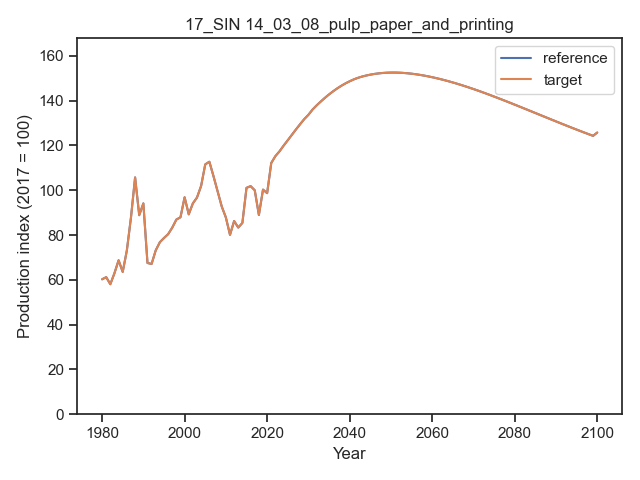 17_SIN 14_03_08_pulp_paper_and_printing
reference
target
Production index (2017 = 100)
160
140
120
100
80
60
40
20
0
1980 2000 2020 2040 2060 2080 2100
Year